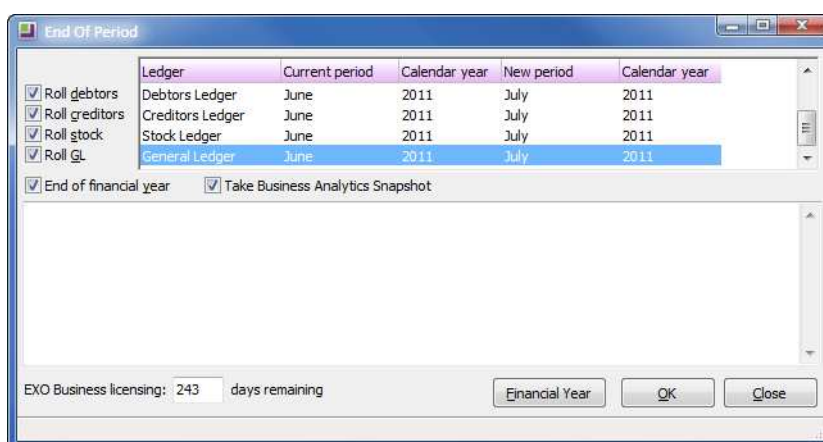 End Of Period
Ledger Current period Calendar year New period Calendar year
Roll debtors Debtors Ledger June 2011 July 2011
Roll creditors Creditors Ledger June 2011 July 2011
Roll stock Stock Ledger June 2011 July 2011
Roll GL General Ledger June 2011 July 2011
End of financial year Take Business Analytics Snapshot
EXO Business licensing: 243 days remaining Financial Year OK Close